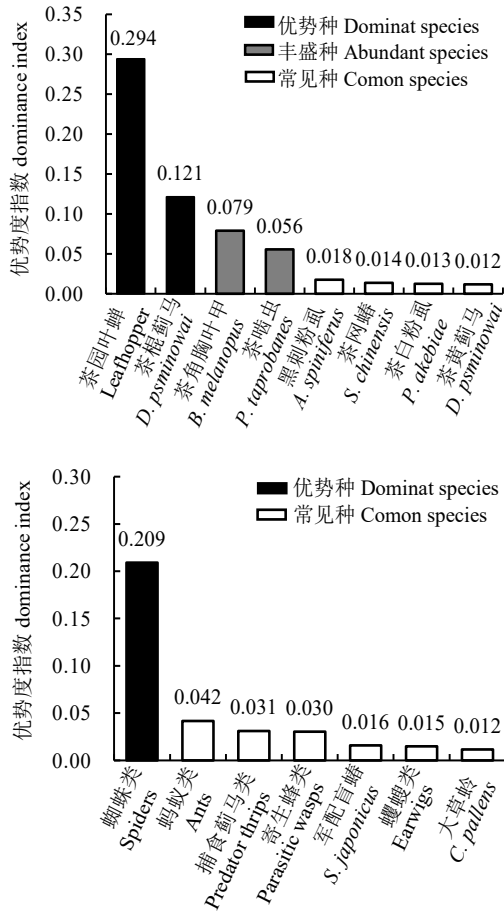 优势度指数 dominance index
0.35
0.30
0.25
0.20
0.15
0.10
0.05
0.00
优势种 Dominat species
丰盛种 Abundant species
常见种 Comon species
0.294
0.121
0.079
0.056
0.018
0.014
0.013
0.012
茶园叶蝉
Leafhopper
茶棍蓟马
D. psminowai
茶角胸叶甲
B. melanopus
茶啮虫
P. taprobanes
黑刺粉虱
A. spiniferus
茶网蝽
S. chinensis
茶白粉虱
P. akebiae
茶黄蓟马
D. psminowai
优势度指数 dominance index
0.30
0.25
0.20
0.15
0.10
0.05
0.00
优势种 Dominat species
常见种 Comon species
0.209
0.042
0.031
0.030
0.016
0.015
0.012
蜘蛛类
Spiders
蚂蚁类
Ants
捕食蓟马类
Predator thrips
寄生蜂类
Parasitic wasps
军配盲蝽
S. japonicus
蠼螋类
Earwigs
大草蛉
C. pallens